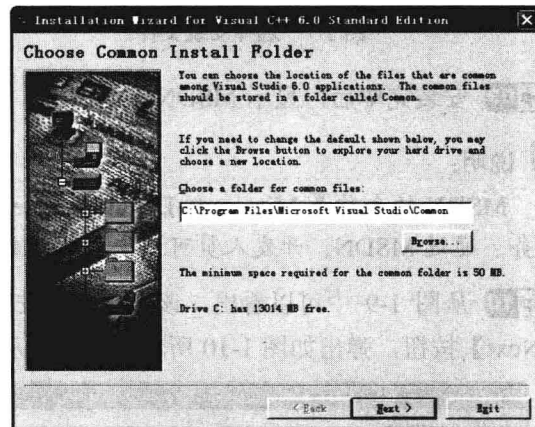 Installation Wizard for Visual C++ 6.0 Standard Edition
Choose Common Install Folder
You can choose the location of the files that are common
among Visual Studio 6.0 applications. The common files
should be stored in a folder called Common.
If you need to change the default shown below, you may
click the Browse button to explore your hard drive and
choose a new location.
Choose a folder for common files:
C:\Program Files\Microsoft Visual Studio\Common
Browse...
The minimum space required for the common folder is 50 MB.
Drive C: has 13014 MB free.
< Back
Next >
Exit